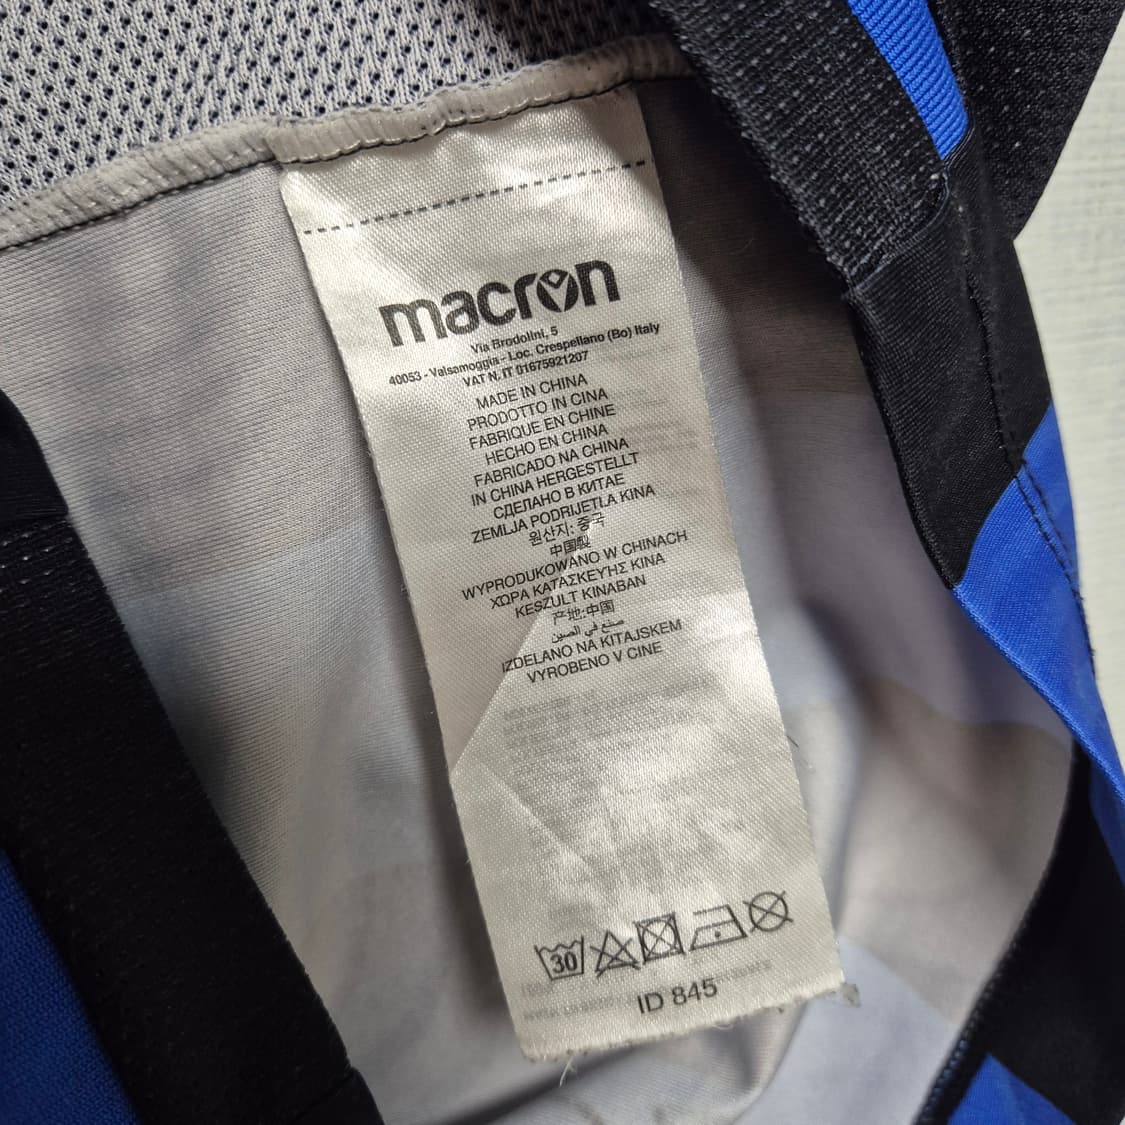 macron
Via Brodolini, 5
40053 - Valsamoggia - Loc. Crespellano (Bo) Italy
VAT N. IT 01675921207
MADE IN CHINA
PRODOTTO IN CINA
FABRIQUE EN CHINE
HECHO EN CHINA
FABRICADO NA CHINA
IN CHINA HERGESTELLT
СДЕЛАНО В КИТАЕ
ZEMLJA PODRIJETLA KINA
원산지: 중국
中国製
WYPRODUKOWANO W CHINACH
ΧΩΡΑ ΚΑΤΑΣΚΕΥΗΣ ΚΙΝΑ
KESZULT KINABAN
产地:中国
صنع في الصين
IZDELANO NA KITAJSKEM
VYROBENO V CINE
30
ID 845